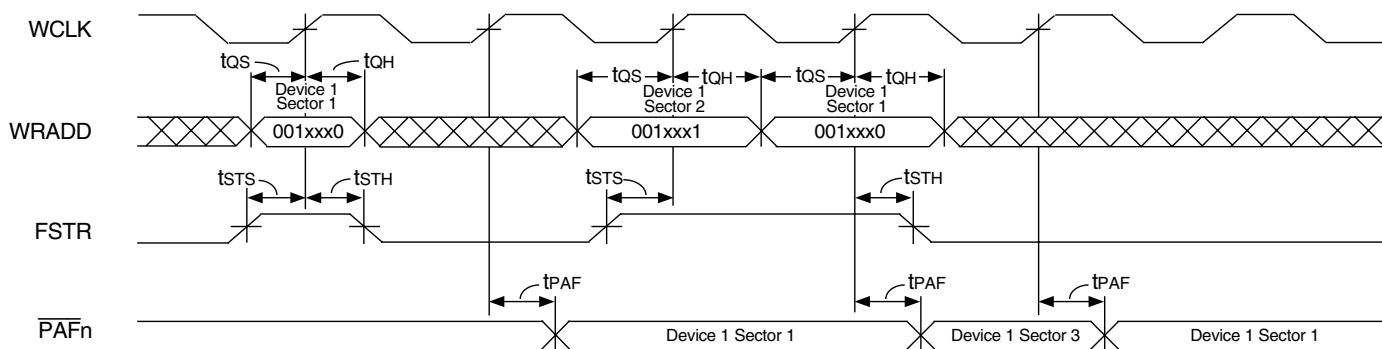 WCLK
tQS tQH tQS tQH tQS tQH
Device 1
Sector 1
Device 1
Sector 2
Device 1
Sector 1
WRADD
001xxx0
001xxx1
001xxx0
tSTS tSTH tSTS tSTH
FSTR
tPAF tPAF tPAF
PAFn
Device 1 Sector 1
Device 1 Sector 3
Device 1 Sector 1